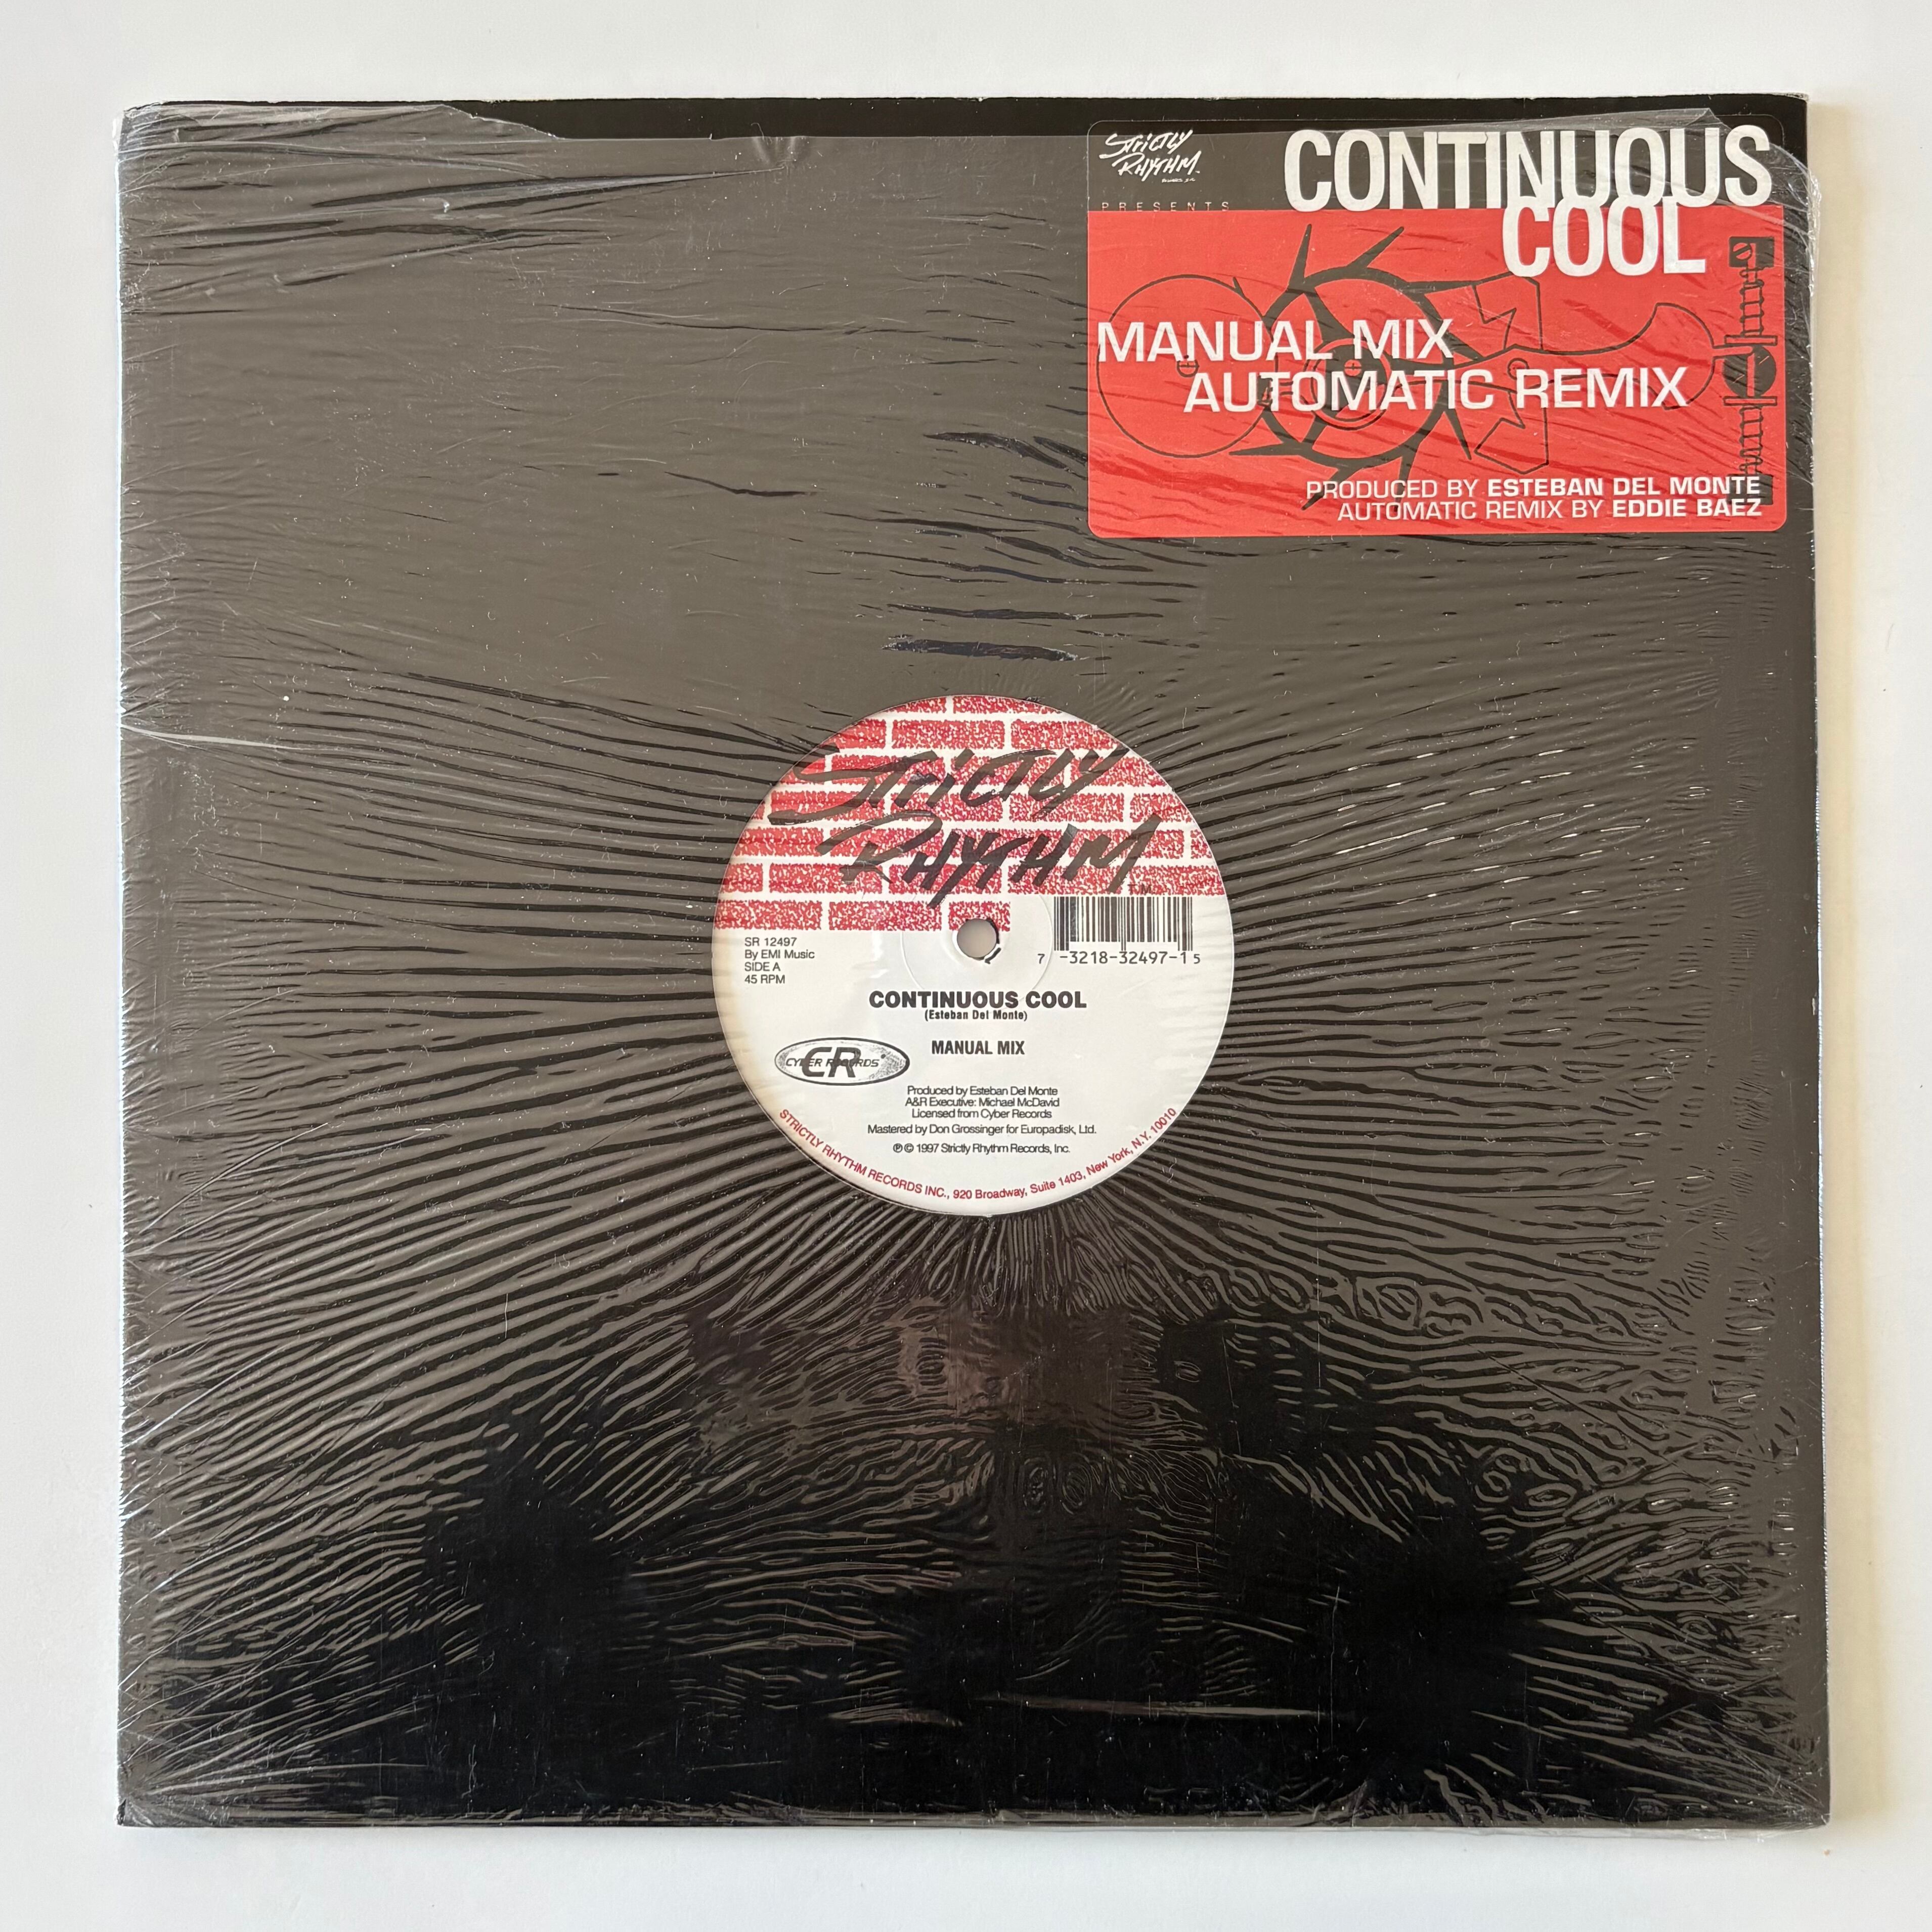 STRICTLY
RHYTHM
PRESENTS
CONTINUOUS
COOL
MANUAL MIX
AUTOMATIC REMIX
PRODUCED BY ESTEBAN DEL MONTE
AUTOMATIC REMIX BY EDDIE BAEZ
STRICTLY
RHYTHM
SR 12497
By EMI Music
SIDE A
45 RPM
7 -3218-32497-1 5
CONTINUOUS COOL
(Esteban Del Monte)
MANUAL MIX
CR
CYBER RECORDS
Produced by Esteban Del Monte
A&R Executive: Michael McDavid
Licensed from Cyber Records
Mastered by Don Grossinger for Europadisk, Ltd.
℗ © 1997 Strictly Rhythm Records, Inc.
STRICTLY RHYTHM RECORDS INC., 920 Broadway, Suite 1403, New York, N.Y. 10010